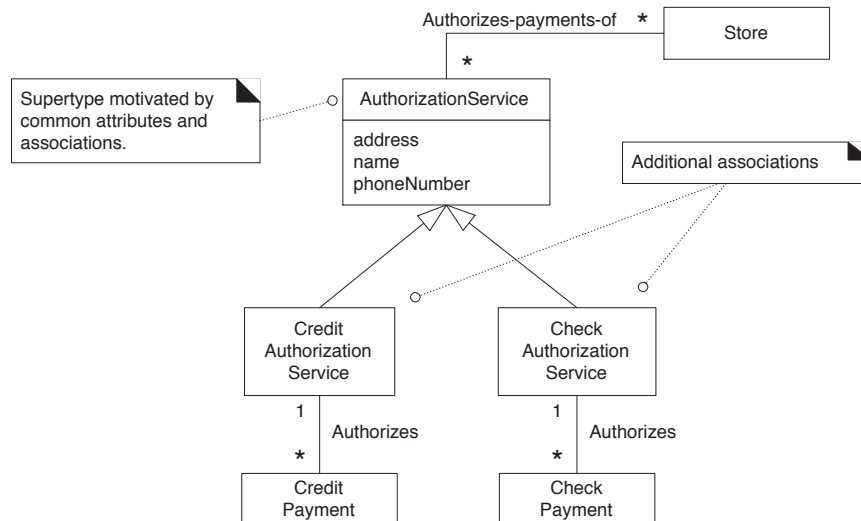 Authorizes-payments-of
*
Store
*
Supertype motivated by
common attributes and
associations.
AuthorizationService
address
name
phoneNumber
Additional associations
Credit
Authorization
Service
Check
Authorization
Service
1
Authorizes
*
1
Authorizes
*
Credit
Payment
Check
Payment